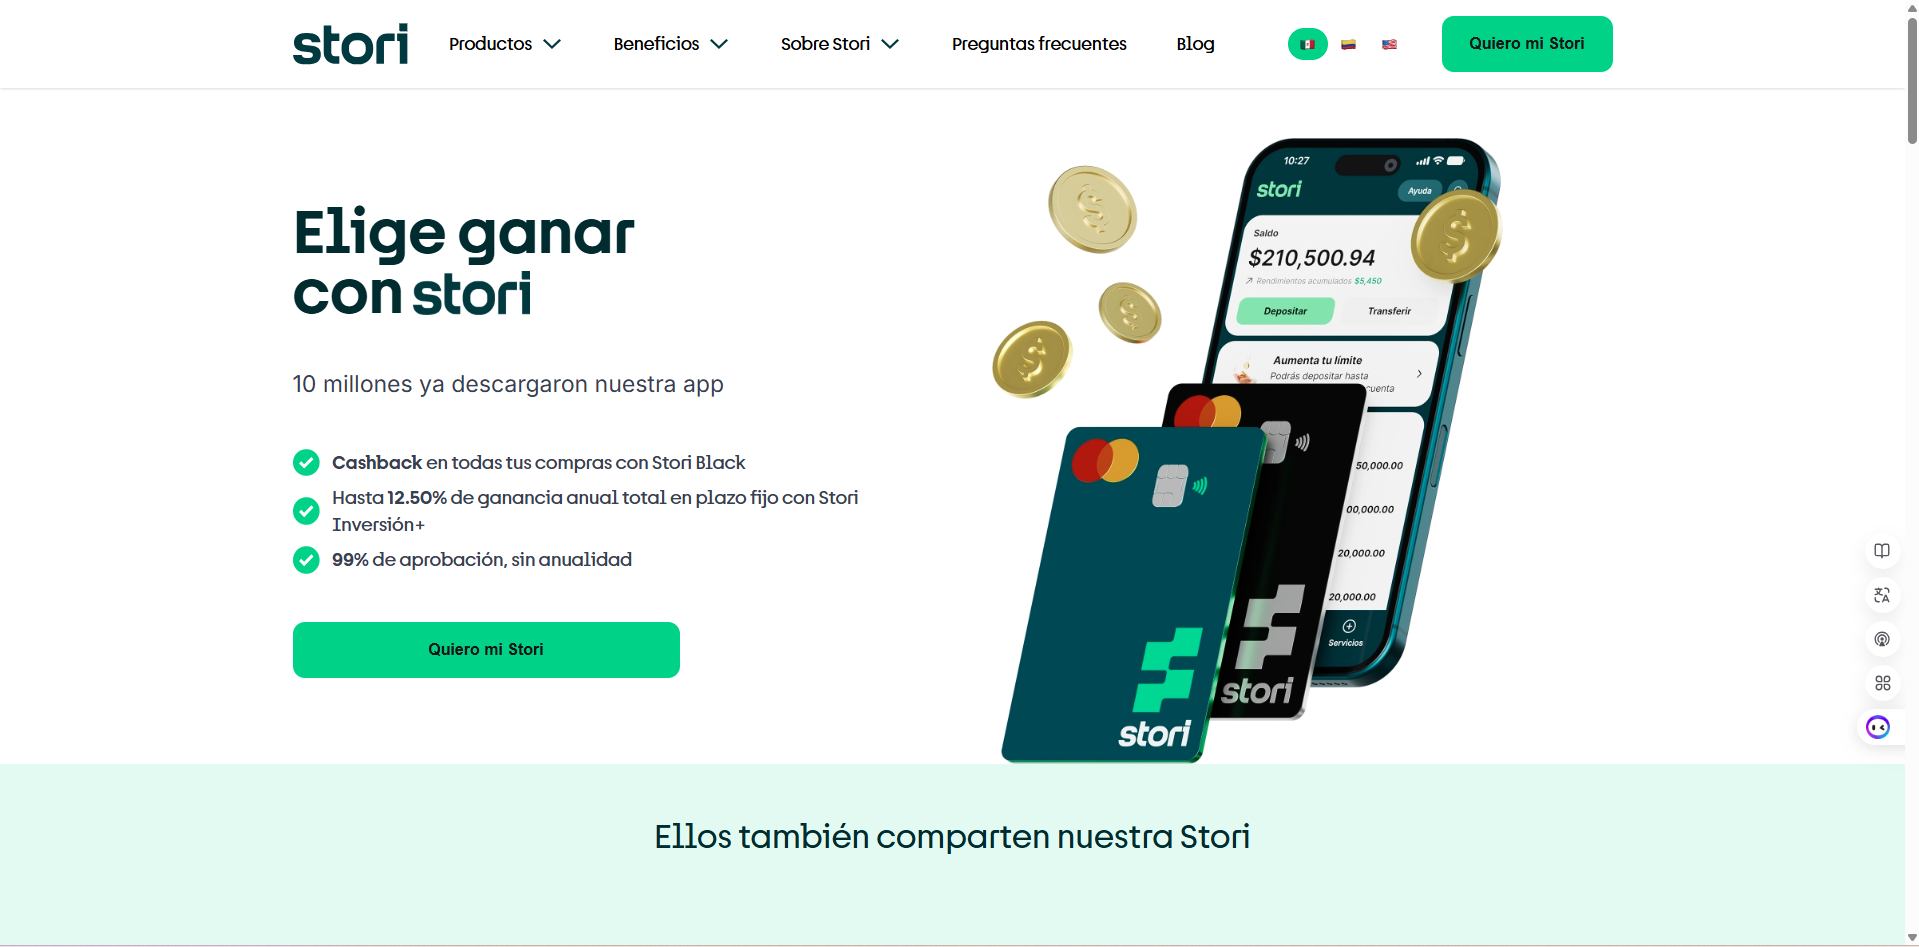 stori
Productos
Beneficios
Sobre Stori
Preguntas frecuentes
Blog
Quiero mi Stori
Elige ganar
con stori
10 millones ya descargaron nuestra app
Cashback en todas tus compras con Stori Black
Hasta 12.50% de ganancia anual total en plazo fijo con Stori
Inversión+
99% de aprobación, sin anualidad
Quiero mi Stori
10:27
stori
Ayuda
Saldo
$210,500.94
Rendimientos acumulados $5,450
Depositar
Transferir
Aumenta tu límite
Podrás depositar hasta
cuenta
50,000.00
00,000.00
20,000.00
20,000.00
Servicios
stori
stori
Ellos también comparten nuestra Stori